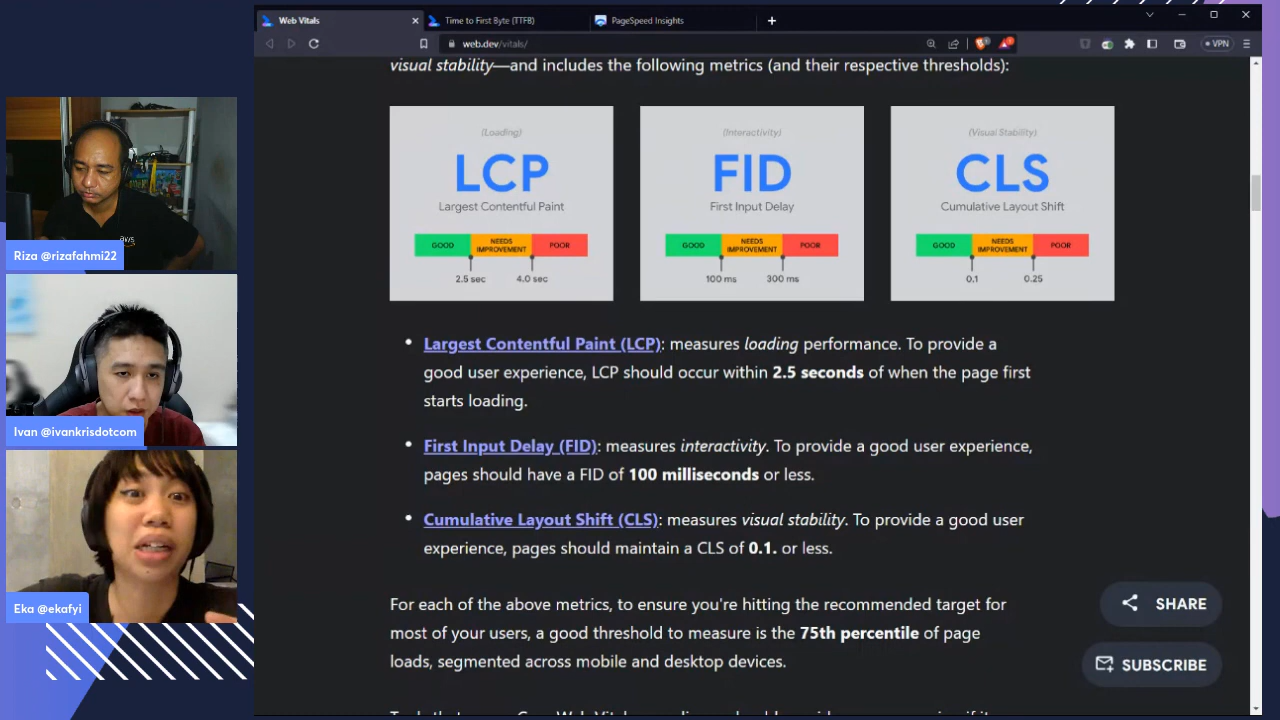 Web Vitals
Time to First Byte (TTFB)
PageSpeed Insights
web.dev/vitals/
VPN
visual stability—and includes the following metrics (and their respective thresholds):
(Loading)
LCP
Largest Contentful Paint
GOOD
NEEDS
IMPROVEMENT
POOR
2.5 sec
4.0 sec
(Interactivity)
FID
First Input Delay
GOOD
NEEDS
IMPROVEMENT
POOR
100 ms
300 ms
(Visual Stability)
CLS
Cumulative Layout Shift
GOOD
NEEDS
IMPROVEMENT
POOR
0.1
0.25
• Largest Contentful Paint (LCP): measures loading performance. To provide a
good user experience, LCP should occur within 2.5 seconds of when the page first
starts loading.
• First Input Delay (FID): measures interactivity. To provide a good user experience,
pages should have a FID of 100 milliseconds or less.
• Cumulative Layout Shift (CLS): measures visual stability. To provide a good user
experience, pages should maintain a CLS of 0.1. or less.
For each of the above metrics, to ensure you're hitting the recommended target for
most of your users, a good threshold to measure is the 75th percentile of page
loads, segmented across mobile and desktop devices.
SHARE
SUBSCRIBE
aws
Riza @rizafahmi22
Ivan @ivankrisdotcom
Eka @ekafyi